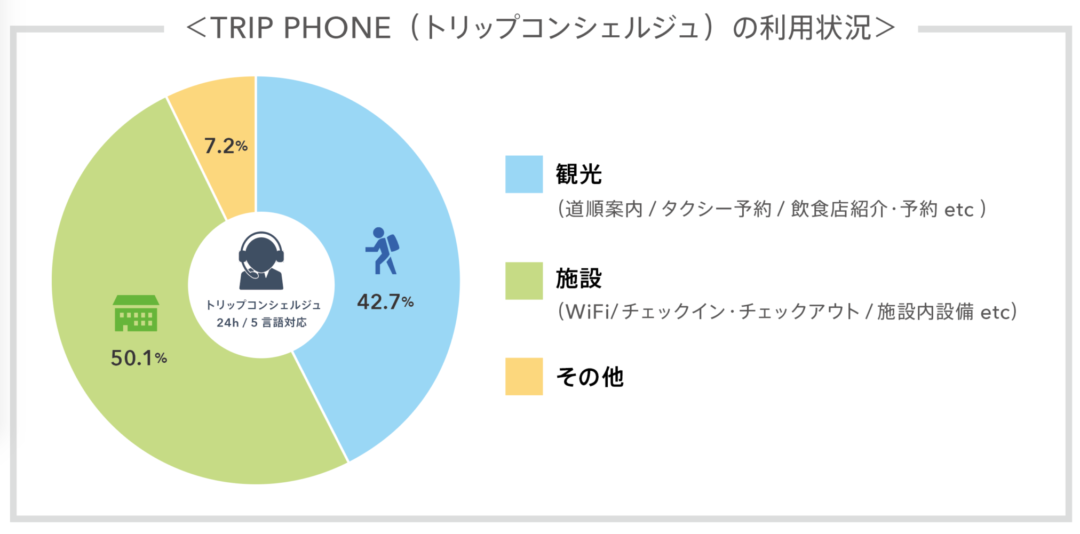 ＜TRIP PHONE（トリップコンシェルジュ）の利用状況＞
7.2%
観光
（道順案内 / タクシー予約 / 飲食店紹介・予約 etc ）
42.7%
トリップコンシェルジュ
24h / 5 言語対応
50.1%
施設
（WiFi/ チェックイン・チェックアウト / 施設内設備 etc）
その他